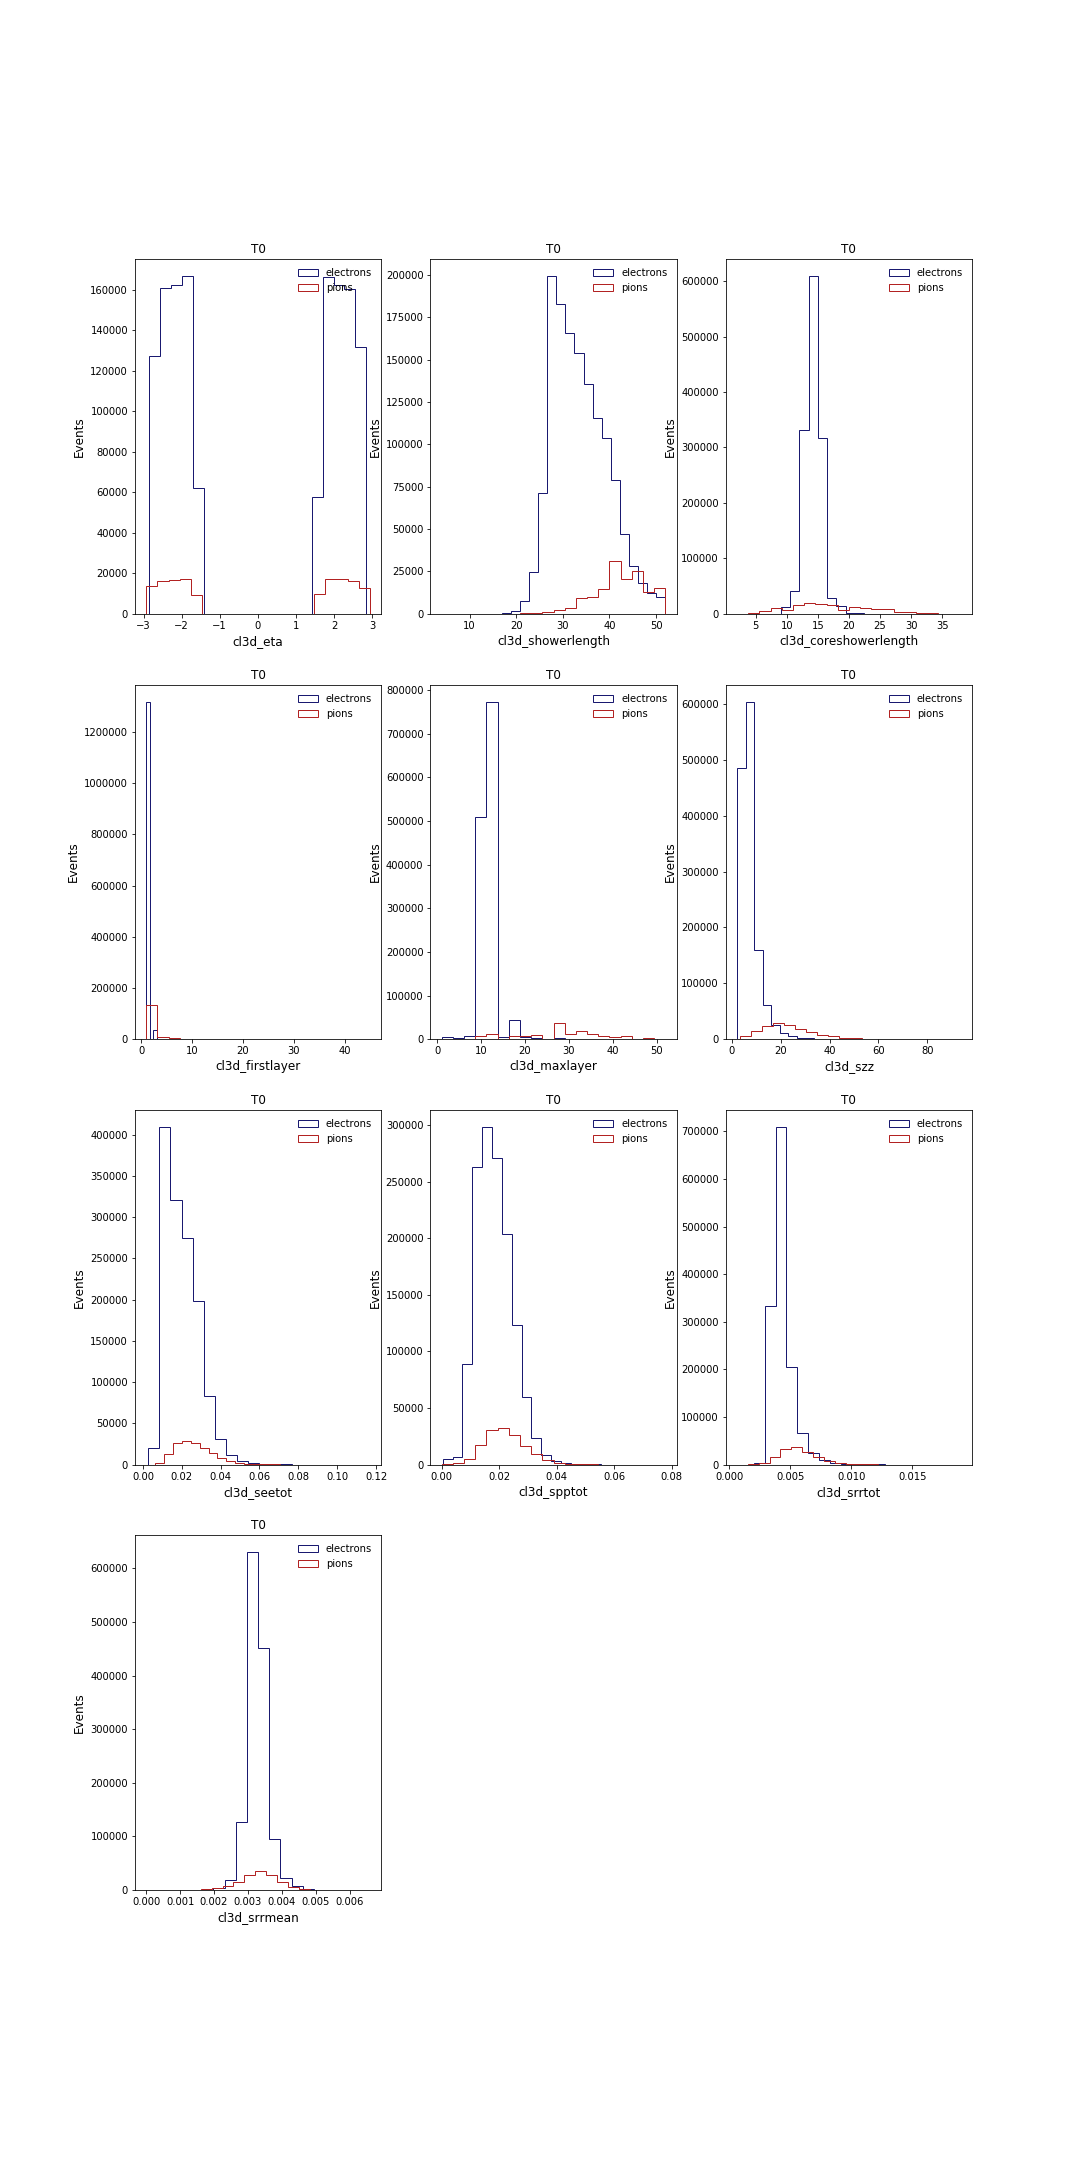 T0
electrons
pions
160000
140000
120000
100000
80000
60000
40000
20000
0
Events
−3 −2 −1 0 1 2 3
cl3d_eta
T0
electrons
pions
200000
175000
150000
125000
100000
75000
50000
25000
0
Events
10 20 30 40 50
cl3d_showerlength
T0
electrons
pions
600000
500000
400000
300000
200000
100000
0
Events
5 10 15 20 25 30 35
cl3d_coreshowerlength
T0
electrons
pions
1200000
1000000
800000
600000
400000
200000
0
Events
0 10 20 30 40
cl3d_firstlayer
T0
electrons
pions
800000
700000
600000
500000
400000
300000
200000
100000
0
Events
0 10 20 30 40 50
cl3d_maxlayer
T0
electrons
pions
600000
500000
400000
300000
200000
100000
0
Events
0 20 40 60 80
cl3d_szz
T0
electrons
pions
400000
350000
300000
250000
200000
150000
100000
50000
0
Events
0.00 0.02 0.04 0.06 0.08 0.10 0.12
cl3d_seetot
T0
electrons
pions
300000
250000
200000
150000
100000
50000
0
Events
0.00 0.02 0.04 0.06 0.08
cl3d_spptot
T0
electrons
pions
700000
600000
500000
400000
300000
200000
100000
0
Events
0.000 0.005 0.010 0.015
cl3d_srrtot
T0
electrons
pions
600000
500000
400000
300000
200000
100000
0
Events
0.000 0.001 0.002 0.003 0.004 0.005 0.006
cl3d_srrmean